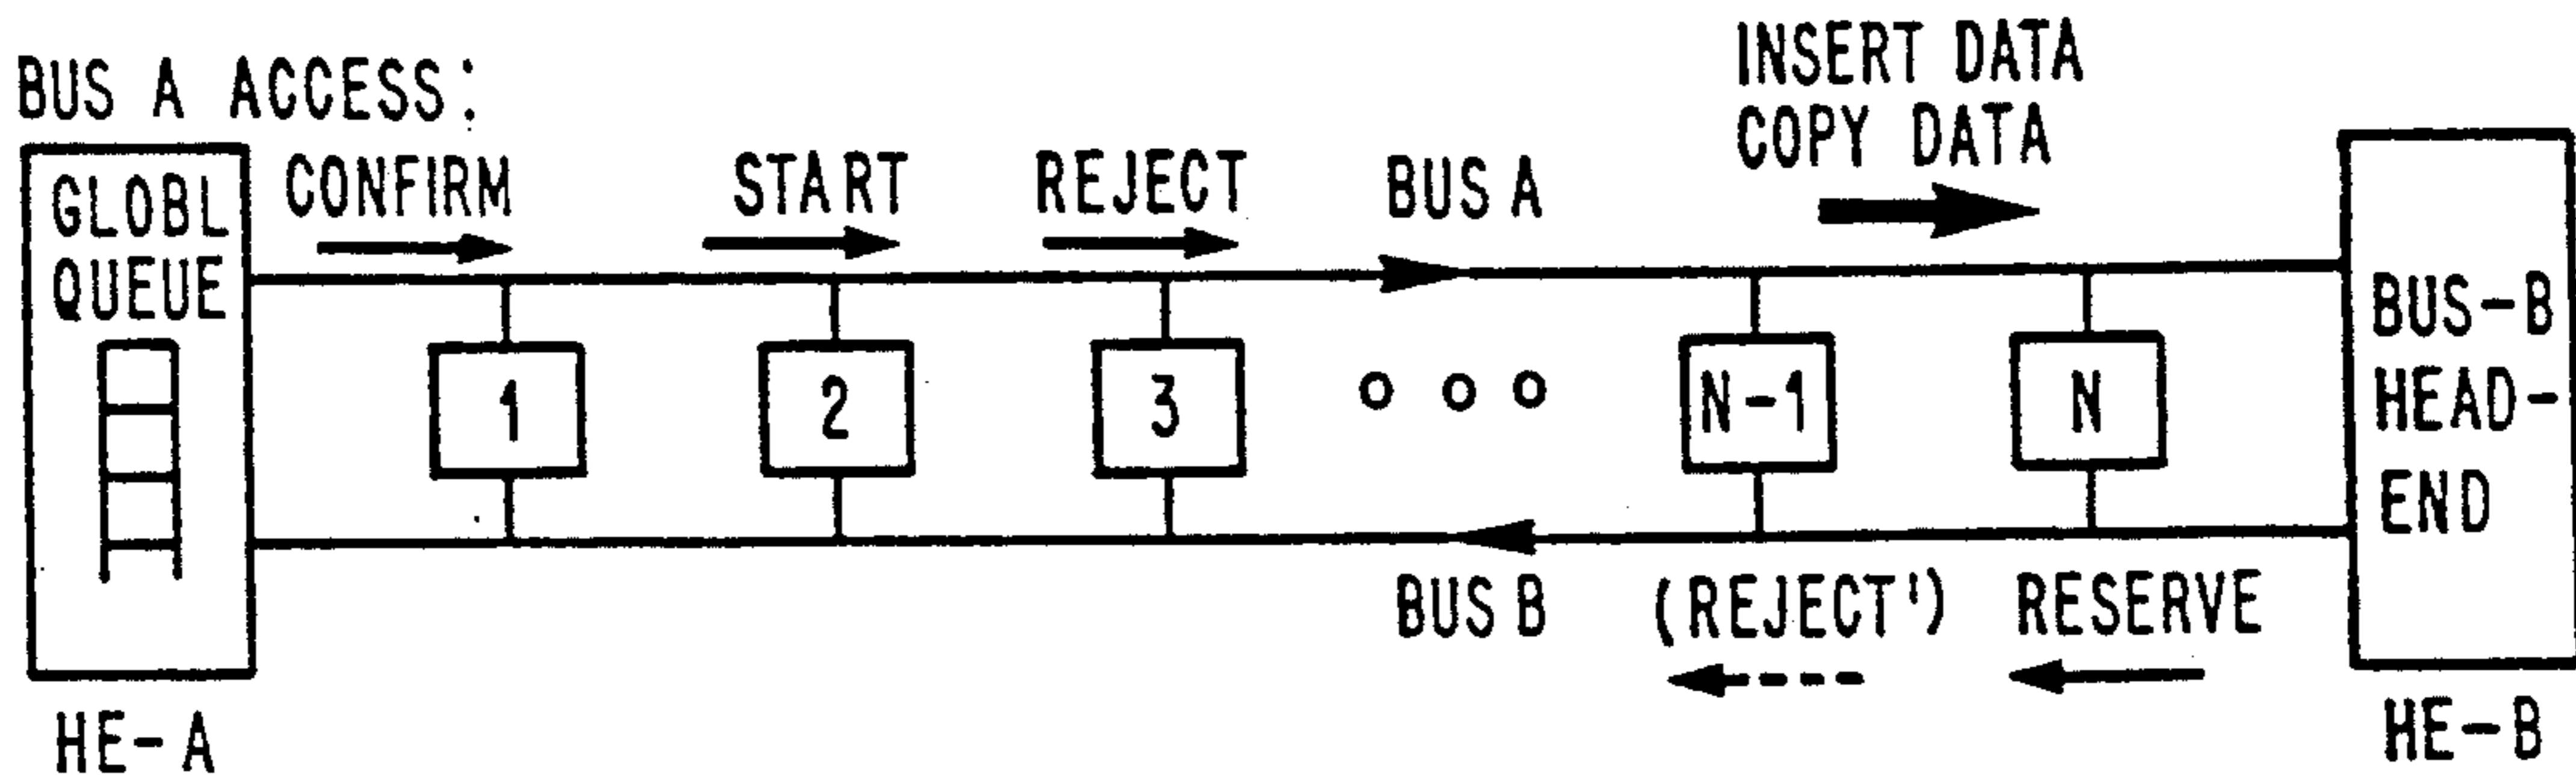 BUS A ACCESS:
INSERT DATA
COPY DATA
CONFIRM
START
REJECT
BUS A
GLOBL
QUEUE
1
2
3
N-1
N
BUS-B
HEAD-
END
BUS B
(REJECT')
RESERVE
HE-A
HE-B